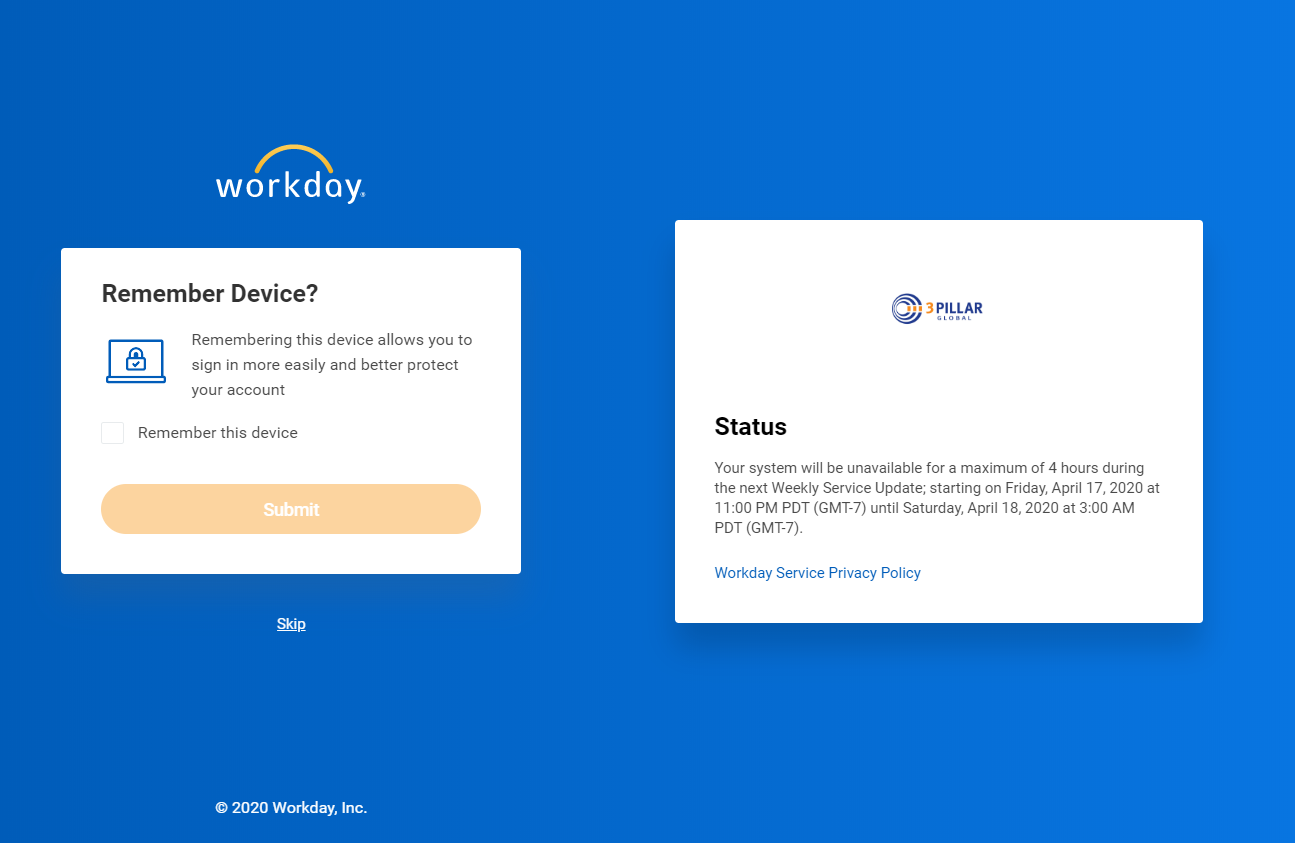 workday®
Remember Device?
Remembering this device allows you to
sign in more easily and better protect
your account
Remember this device
Submit
Skip
© 2020 Workday, Inc.
3PILLAR
GLOBAL
Status
Your system will be unavailable for a maximum of 4 hours during
the next Weekly Service Update; starting on Friday, April 17, 2020 at
11:00 PM PDT (GMT-7) until Saturday, April 18, 2020 at 3:00 AM
PDT (GMT-7).
Workday Service Privacy Policy